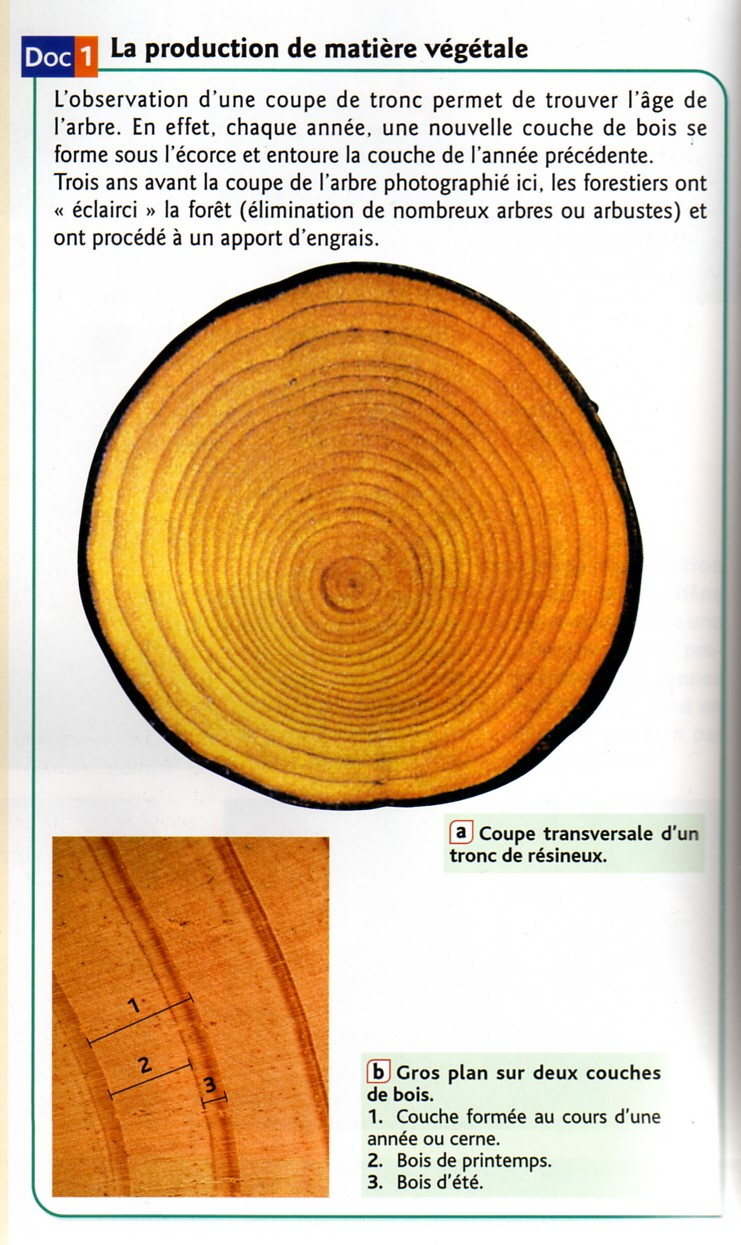 Doc 1 La production de matière végétale
L'observation d'une coupe de tronc permet de trouver l'âge de
l'arbre. En effet, chaque année, une nouvelle couche de bois se
forme sous l'écorce et entoure la couche de l'année précédente.
Trois ans avant la coupe de l'arbre photographié ici, les forestiers ont
« éclairci » la forêt (élimination de nombreux arbres ou arbustes) et
ont procédé à un apport d'engrais.
a Coupe transversale d'un
tronc de résineux.
1
2
3
b Gros plan sur deux couches
de bois.
1. Couche formée au cours d'une
année ou cerne.
2. Bois de printemps.
3. Bois d'été.